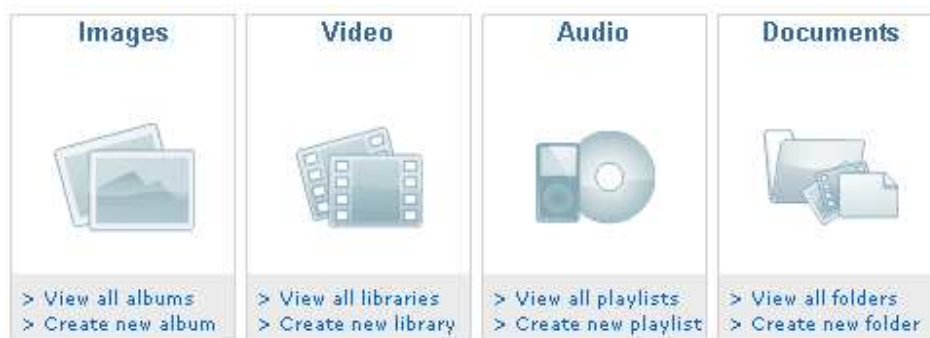 Images
Video
Audio
Documents
> View all albums
> Create new album
> View all libraries
> Create new library
> View all playlists
> Create new playlist
> View all folders
> Create new folder